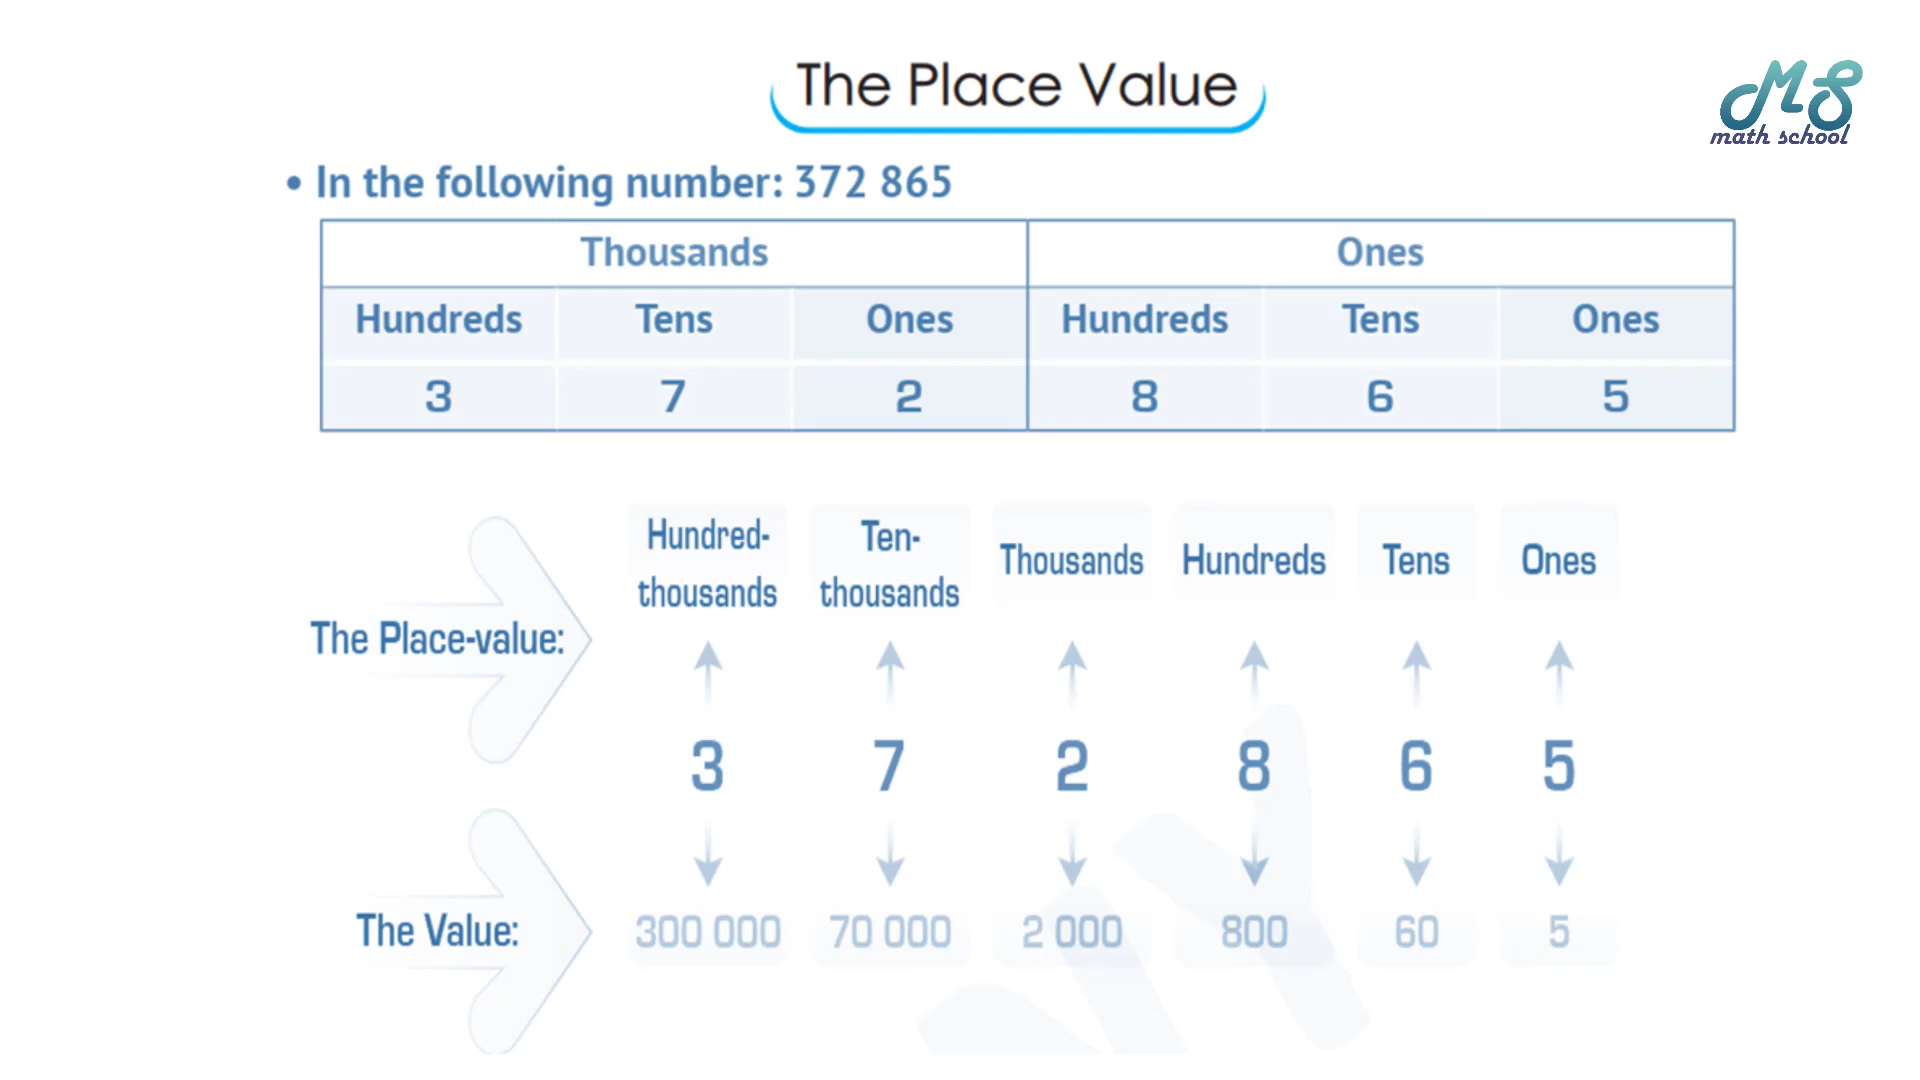 The Place Value
MS
math school
• In the following number: 372 865
Thousands Ones
Hundreds Tens Ones Hundreds Tens Ones
3 7 2 8 6 5
Hundred-
thousands
Ten-
thousands
Thousands
Hundreds
Tens
Ones
The Place-value:
3 7 2 8 6 5
The Value:
300 000 70 000 2 000 800 60 5